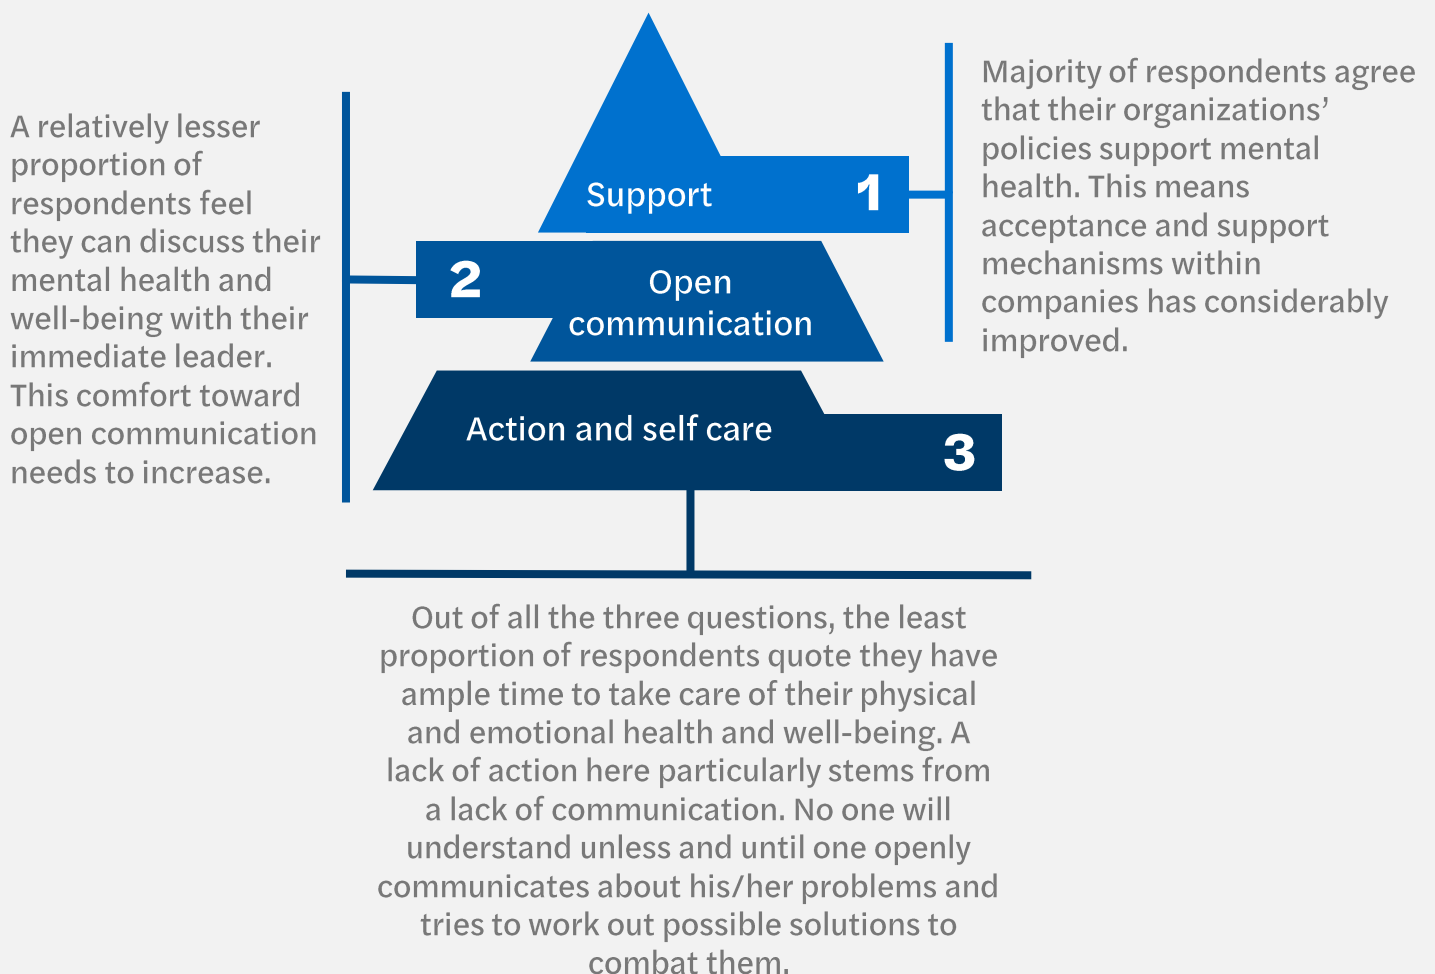 Support
1
Majority of respondents agree
that their organizations’
policies support mental
health. This means
acceptance and support
mechanisms within
companies has considerably
improved.
2
Open
communication
A relatively lesser
proportion of
respondents feel
they can discuss their
mental health and
well-being with their
immediate leader.
This comfort toward
open communication
needs to increase.
Action and self care
3
Out of all the three questions, the least
proportion of respondents quote they have
ample time to take care of their physical
and emotional health and well-being. A
lack of action here particularly stems from
a lack of communication. No one will
understand unless and until one openly
communicates about his/her problems and
tries to work out possible solutions to
combat them.